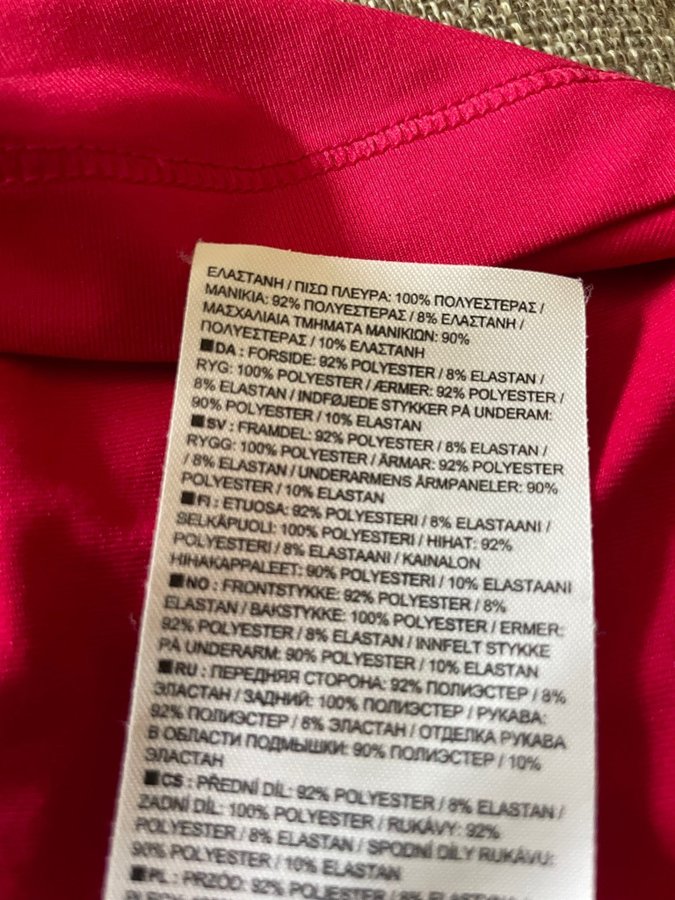 ΕΛΑΣΤΑΝΗ / ΠΙΣΩ ΠΛΕΥΡΑ: 100% ΠΟΛΥΕΣΤΕΡΑΣ /
ΜΑΝΙΚΙΑ: 92% ΠΟΛΥΕΣΤΕΡΑΣ / 8% ΕΛΑΣΤΑΝΗ /
ΜΑΣΧΑΛΙΑΙΑ ΤΜΗΜΑΤΑ ΜΑΝΙΚΙΩΝ: 90%
ΠΟΛΥΕΣΤΕΡΑΣ / 10% ΕΛΑΣΤΑΝΗ
■DA : FORSIDE: 92% POLYESTER / 8% ELASTAN /
RYG: 100% POLYESTER / ÆRMER: 92% POLYESTER /
8% ELASTAN / INDFØJEDE STYKKER PÅ UNDERAM:
90% POLYESTER / 10% ELASTAN
■SV : FRAMDEL: 92% POLYESTER / 8% ELASTAN /
RYGG: 100% POLYESTER / ÄRMAR: 92% POLYESTER
/ 8% ELASTAN / UNDERARMENS ÄRMPANELER: 90%
POLYESTER / 10% ELASTAN
■FI : ETUOSA: 92% POLYESTERI / 8% ELASTAANI /
SELKÄPUOLI: 100% POLYESTERI / HIHAT: 92%
POLYESTERI / 8% ELASTAANI / KAINALON
HIHAKAPPALEET: 90% POLYESTERI / 10% ELASTAANI
■NO : FRONTSTYKKE: 92% POLYESTER / 8%
ELASTAN / BAKSTYKKE: 100% POLYESTER / ERMER:
92% POLYESTER / 8% ELASTAN / INNFELT STYKKE
PÅ UNDERARM: 90% POLYESTER / 10% ELASTAN
■RU : ПЕРЕДНЯЯ СТОРОНА: 92% ПОЛИЭСТЕР / 8%
ЭЛАСТАН / ЗАДНИЙ: 100% ПОЛИЭСТЕР / РУКАВА:
92% ПОЛИЭСТЕР / 8% ЭЛАСТАН / ОТДЕЛКА РУКАВА
В ОБЛАСТИ ПОДМЫШКИ: 90% ПОЛИЭСТЕР / 10%
ЭЛАСТАН
■CS : PŘEDNÍ DÍL: 92% POLYESTER / 8% ELASTAN /
ZADNÍ DÍL: 100% POLYESTER / RUKÁVY: 92%
POLYESTER / 8% ELASTAN / SPODNÍ DÍLY RUKÁVU:
90% POLYESTER / 10% ELASTAN
■PL : PRZÓD: 92% POLIESTER / 8% ELASTAN /